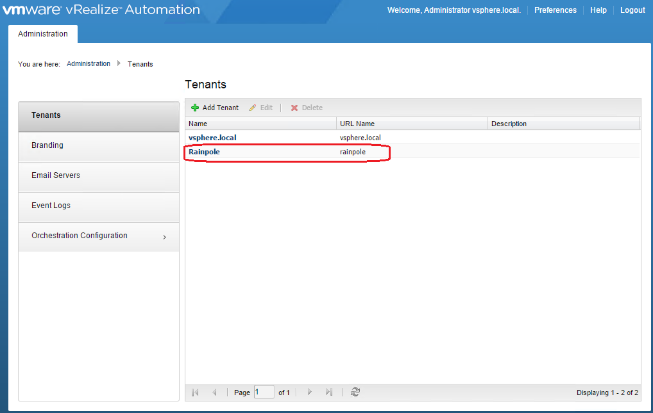 vmware vRealize™ Automation
Welcome, Administrator vsphere.local. Preferences Help Logout
Administration
You are here: Administration Tenants
Tenants
Tenants
Branding
Email Servers
Event Logs
Orchestration Configuration
Add Tenant Edit Delete
Name URL Name Description
vsphere.local vsphere.local
Rainpole rainpole
Page 1 of 1 Displaying 1 - 2 of 2